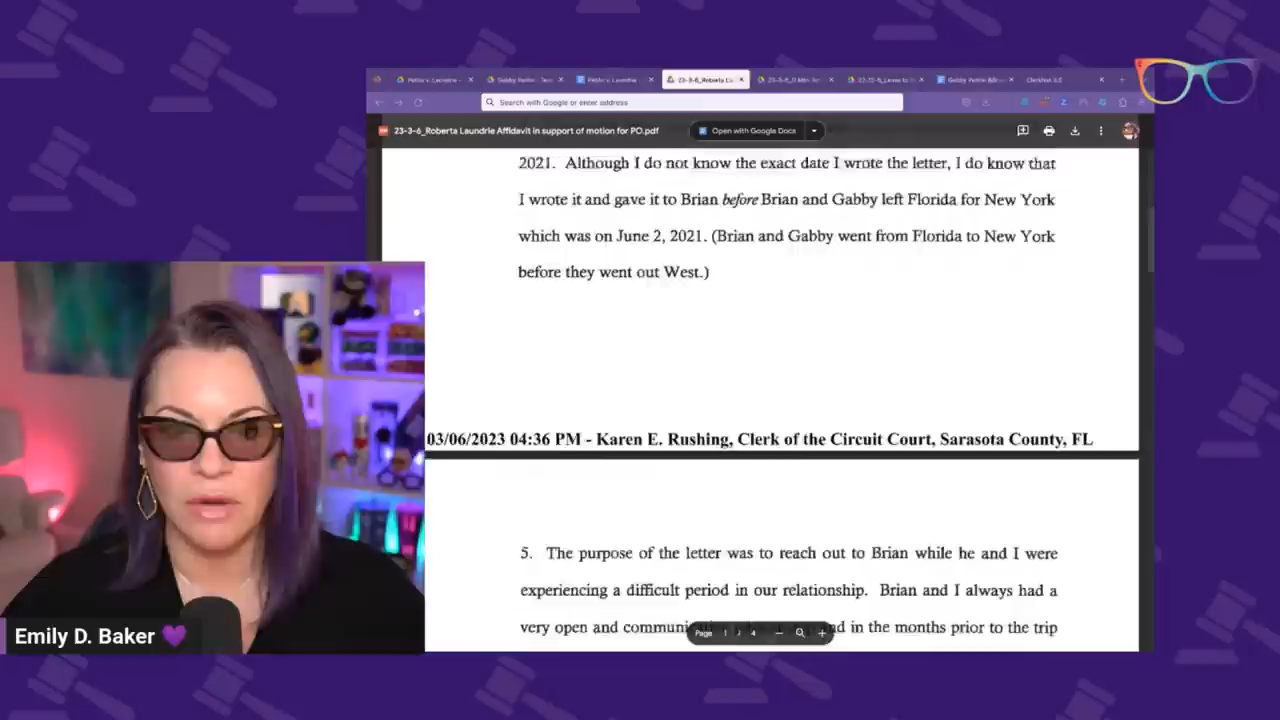 Search with Google or enter address
23-3-6_Roberta Laundrie Affidavit in support of motion for PO.pdf
Open with Google Docs
2021. Although I do not know the exact date I wrote the letter, I do know that
I wrote it and gave it to Brian before Brian and Gabby left Florida for New York
which was on June 2, 2021. (Brian and Gabby went from Florida to New York
before they went out West.)
03/06/2023 04:36 PM - Karen E. Rushing, Clerk of the Circuit Court, Sarasota County, FL
5. The purpose of the letter was to reach out to Brian while he and I were
experiencing a difficult period in our relationship. Brian and I always had a
very open and in the months prior to the trip
Page 1 / 4
Emily D. Baker 💜